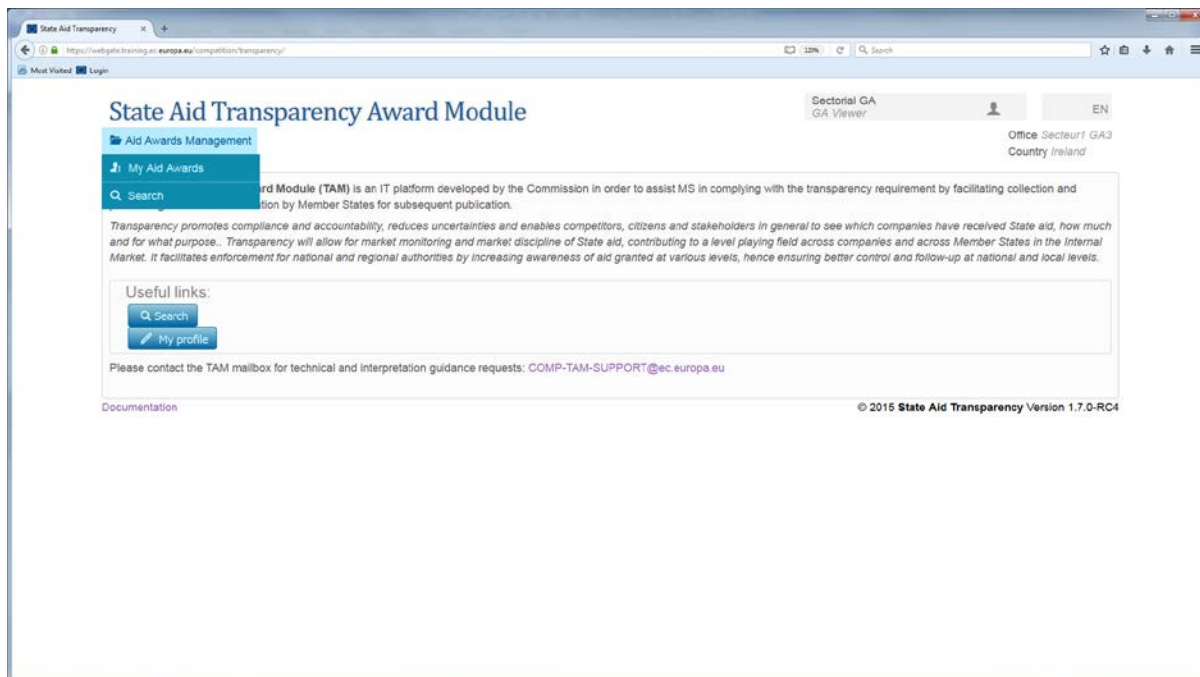 State Aid Transparency
https://webgate.training.ec.europa.eu/competition/transparency/
120%
Search
Most Visited
Login
State Aid Transparency Award Module
Sectorial GA
GA Viewer
EN
Office Secteur1 GA3
Country Ireland
Aid Awards Management
My Aid Awards
Search
rd Module (TAM) is an IT platform developed by the Commission in order to assist MS in complying with the transparency requirement by facilitating collection and
tion by Member States for subsequent publication.
Transparency promotes compliance and accountability, reduces uncertainties and enables competitors, citizens and stakeholders in general to see which companies have received State aid, how much
and for what purpose.. Transparency will allow for market monitoring and market discipline of State aid, contributing to a level playing field across companies and across Member States in the Internal
Market. It facilitates enforcement for national and regional authorities by increasing awareness of aid granted at various levels, hence ensuring better control and follow-up at national and local levels.
Useful links:
Search
My profile
Please contact the TAM mailbox for technical and interpretation guidance requests: COMP-TAM-SUPPORT@ec.europa.eu
Documentation
© 2015 State Aid Transparency Version 1.7.0-RC4